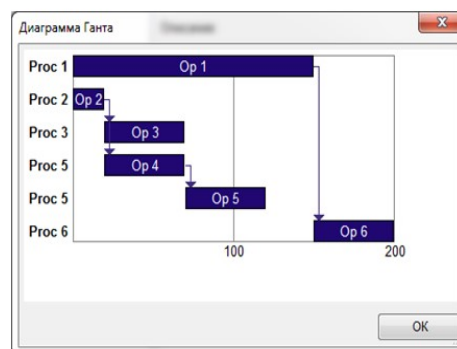 Диаграмма Ганта
Proc 1 Op 1
Proc 2 Op 2
Proc 3 Op 3
Proc 5 Op 4
Proc 5 Op 5
Proc 6 Op 6
100 200
OK